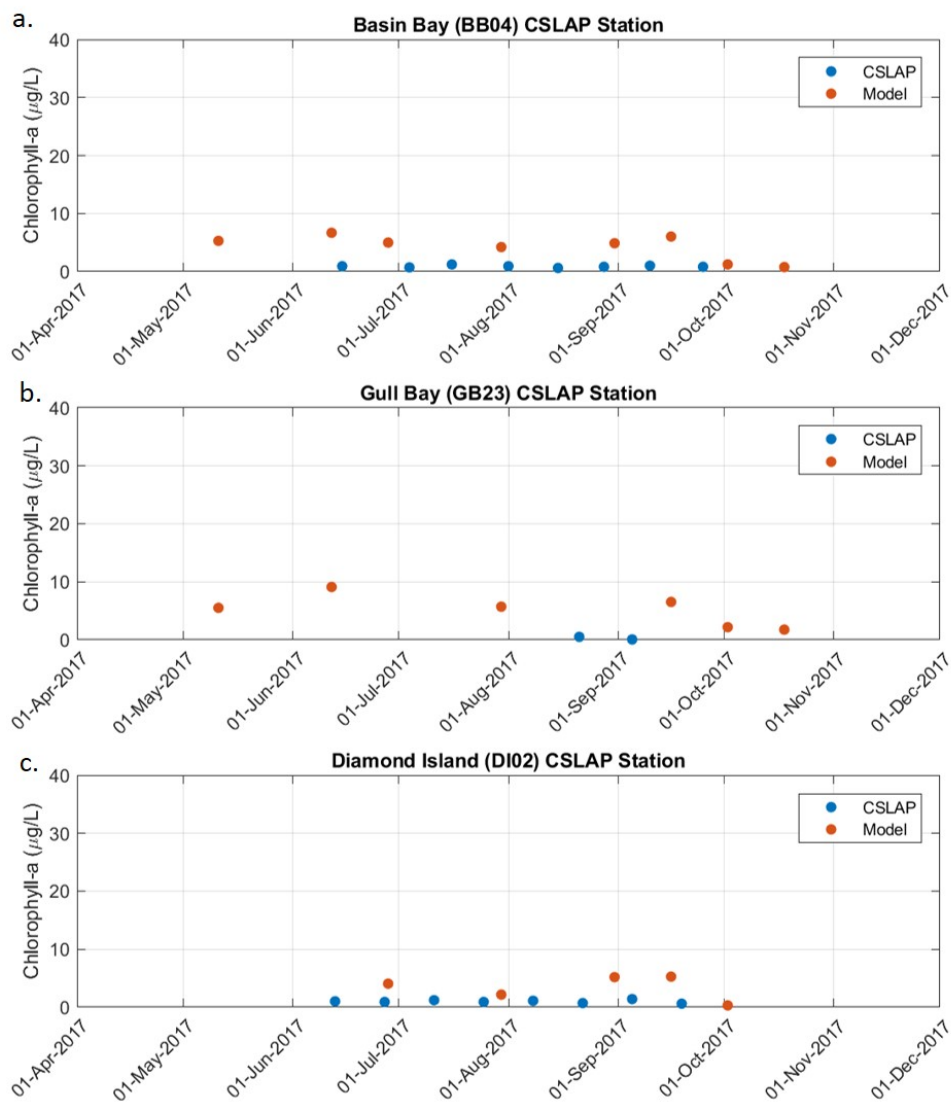 a.
Basin Bay (BB04) CSLAP Station
Chlorophyll-a (µg/L)
40
30
20
10
0
CSLAP
Model
01-Apr-2017
01-May-2017
01-Jun-2017
01-Jul-2017
01-Aug-2017
01-Sep-2017
01-Oct-2017
01-Nov-2017
01-Dec-2017
b.
Gull Bay (GB23) CSLAP Station
Chlorophyll-a (µg/L)
40
30
20
10
0
CSLAP
Model
01-Apr-2017
01-May-2017
01-Jun-2017
01-Jul-2017
01-Aug-2017
01-Sep-2017
01-Oct-2017
01-Nov-2017
01-Dec-2017
c.
Diamond Island (DI02) CSLAP Station
Chlorophyll-a (µg/L)
40
30
20
10
0
CSLAP
Model
01-Apr-2017
01-May-2017
01-Jun-2017
01-Jul-2017
01-Aug-2017
01-Sep-2017
01-Oct-2017
01-Nov-2017
01-Dec-2017